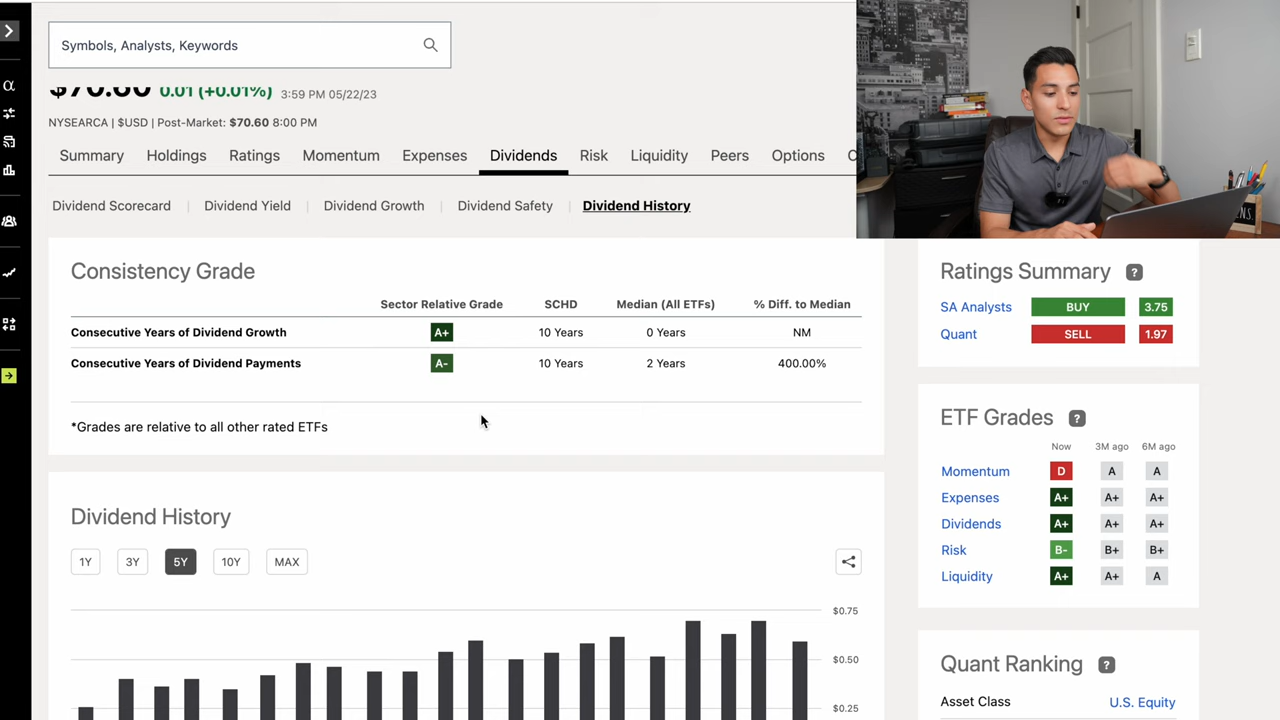 Symbols, Analysts, Keywords
$70.60 0.01 (+0.01%) 3:59 PM 05/22/23
NYSEARCA | $USD | Post-Market: $70.60 8:00 PM
Summary Holdings Ratings Momentum Expenses Dividends Risk Liquidity Peers Options
Dividend Scorecard | Dividend Yield | Dividend Growth | Dividend Safety | Dividend History
Consistency Grade
Sector Relative Grade SCHD Median (All ETFs) % Diff. to Median
Consecutive Years of Dividend Growth A+ 10 Years 0 Years NM
Consecutive Years of Dividend Payments A- 10 Years 2 Years 400.00%
*Grades are relative to all other rated ETFs
Dividend History
1Y 3Y 5Y 10Y MAX
$0.75
$0.50
$0.25
Ratings Summary ?
SA Analysts BUY 3.75
Quant SELL 1.97
ETF Grades ?
Now 3M ago 6M ago
Momentum D A A
Expenses A+ A+ A+
Dividends A+ A+ A+
Risk B- B+ B+
Liquidity A+ A+ A
Quant Ranking ?
Asset Class U.S. Equity